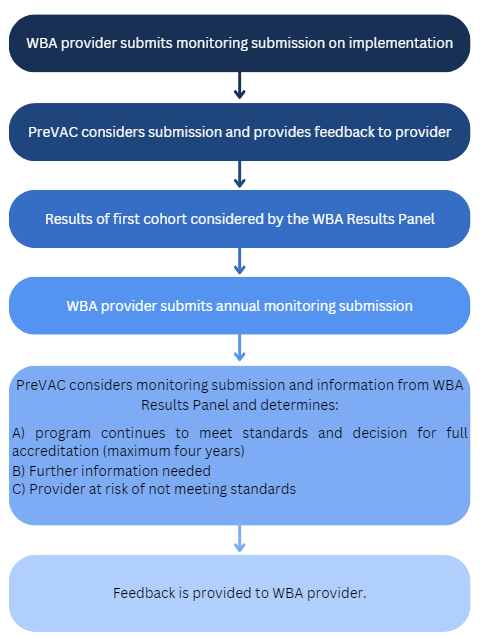 WBA provider submits monitoring submission on implementation
PreVAC considers submission and provides feedback to provider
Results of first cohort considered by the WBA Results Panel
WBA provider submits annual monitoring submission
PreVAC considers monitoring submission and information from WBA
Results Panel and determines:
A) program continues to meet standards and decision for full
accreditation (maximum four years)
B) Further information needed
C) Provider at risk of not meeting standards
Feedback is provided to WBA provider.